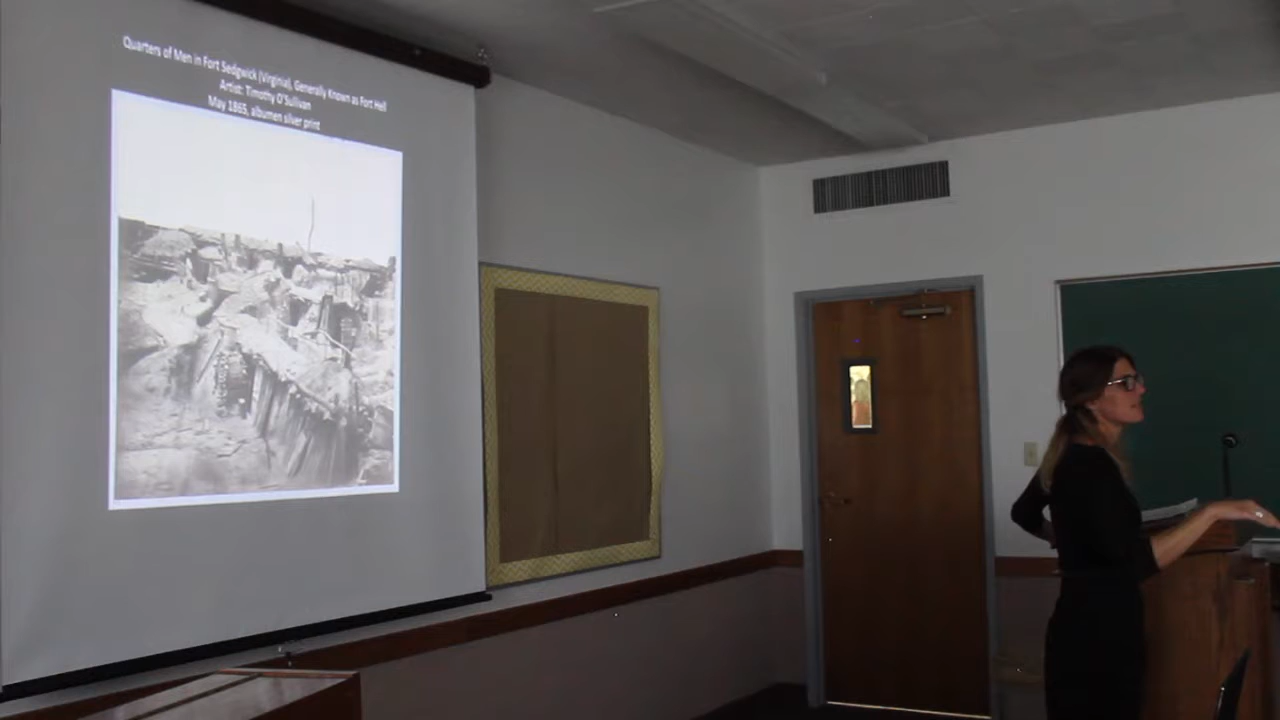 Quarters of Men in Fort Sedgwick (Virginia), Generally Known as Fort Hell
Artist: Timothy O'Sullivan
May 1865, albumen silver print